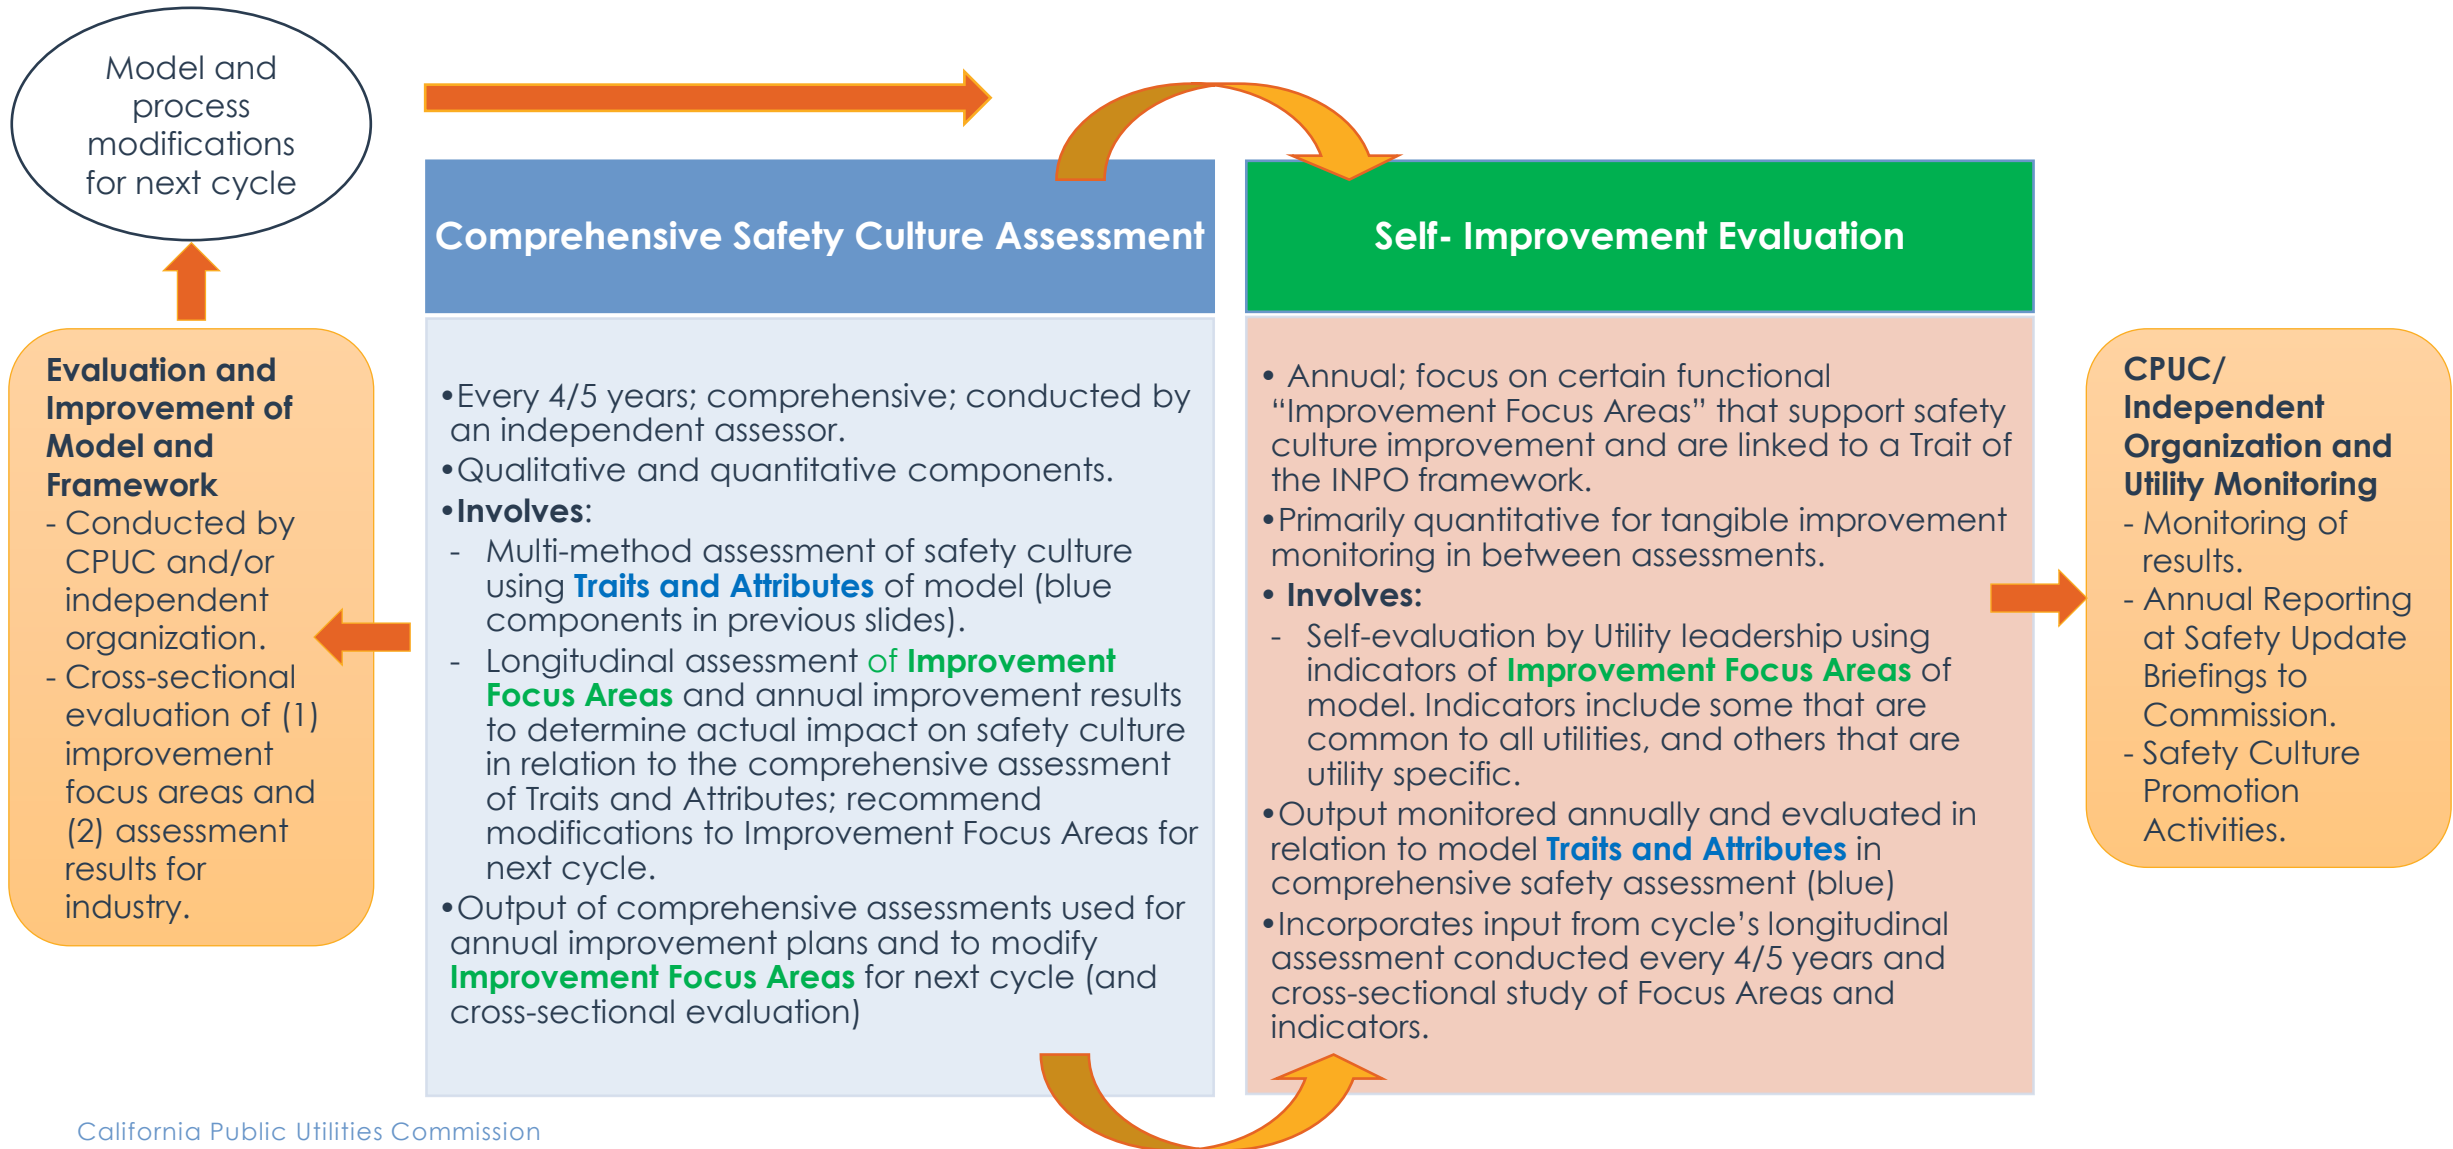 Model and
process
modifications
for next cycle
Evaluation and
Improvement of
Model and
Framework
- Conducted by
CPUC and/or
independent
organization.
- Cross-sectional
evaluation of (1)
improvement
focus areas and
(2) assessment
results for
industry.
Comprehensive Safety Culture Assessment
•Every 4/5 years; comprehensive; conducted by
an independent assessor.
•Qualitative and quantitative components.
•Involves:
- Multi-method assessment of safety culture
using Traits and Attributes of model (blue
components in previous slides).
- Longitudinal assessment of Improvement
Focus Areas and annual improvement results
to determine actual impact on safety culture
in relation to the comprehensive assessment
of Traits and Attributes; recommend
modifications to Improvement Focus Areas for
next cycle.
•Output of comprehensive assessments used for
annual improvement plans and to modify
Improvement Focus Areas for next cycle (and
cross-sectional evaluation)
Self- Improvement Evaluation
• Annual; focus on certain functional
“Improvement Focus Areas” that support safety
culture improvement and are linked to a Trait of
the INPO framework.
•Primarily quantitative for tangible improvement
monitoring in between assessments.
• Involves:
- Self-evaluation by Utility leadership using
indicators of Improvement Focus Areas of
model. Indicators include some that are
common to all utilities, and others that are
utility specific.
•Output monitored annually and evaluated in
relation to model Traits and Attributes in
comprehensive safety assessment (blue)
•Incorporates input from cycle’s longitudinal
assessment conducted every 4/5 years and
cross-sectional study of Focus Areas and
indicators.
CPUC/
Independent
Organization and
Utility Monitoring
- Monitoring of
results.
- Annual Reporting
at Safety Update
Briefings to
Commission.
- Safety Culture
Promotion
Activities.
California Public Utilities Commission